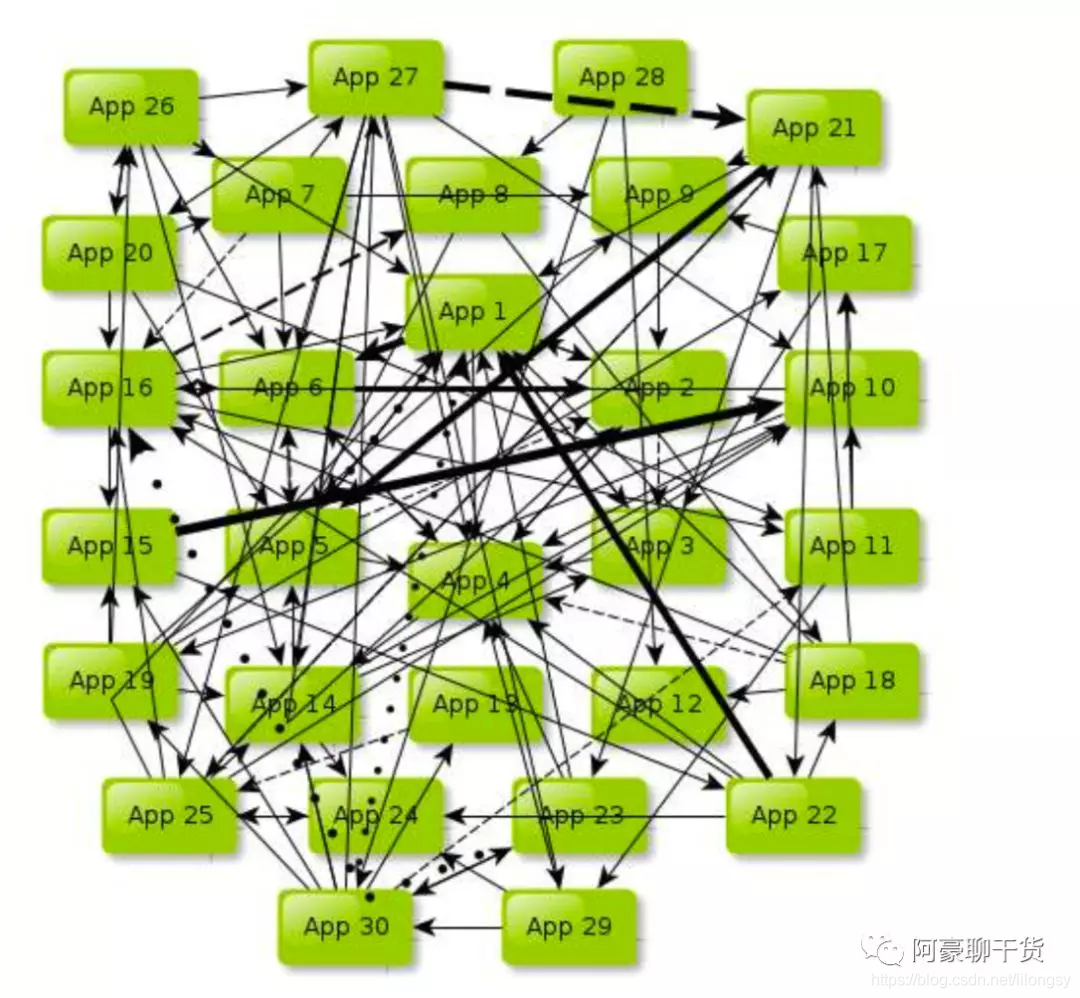 App 27
App 28
App 26
App 21
App 7
App 8
App 9
App 20
App 17
App 1
App 16
App 6
App 2
App 10
App 15
App 5
App 3
App 11
App 4
App 19
App 18
App 14
App 13
App 12
App 25
App 24
App 23
App 22
App 30
App 29
阿豪聊干货
https://blog.csdn.net/lilongsy